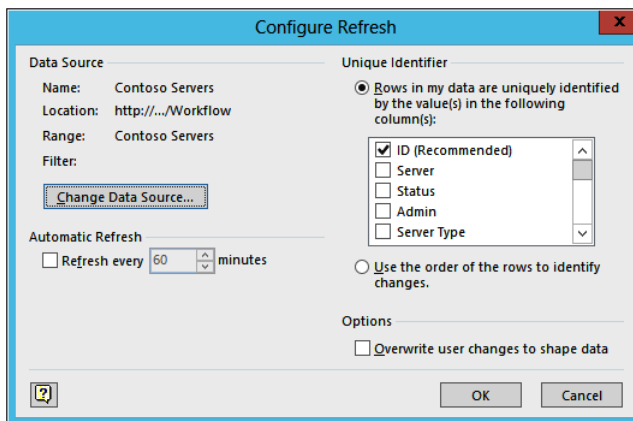 Configure Refresh
x
Data Source
Name: Contoso Servers
Location: http://.../Workflow
Range: Contoso Servers
Filter:
Change Data Source...
Automatic Refresh
Refresh every 60 minutes
Unique Identifier
Rows in my data are uniquely identified
by the value(s) in the following
column(s):
ID (Recommended)
Server
Status
Admin
Server Type
Use the order of the rows to identify
changes.
Options
Overwrite user changes to shape data
?
OK
Cancel